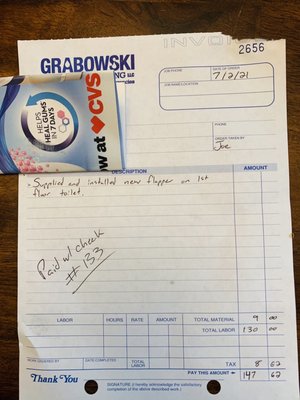 INVOICE
2656
GRABOWSKI
ING LLC
encies
JOB PHONE
DATE OF ORDER
7/2/21
JOB NAME/LOCATION
PHONE
ORDER TAKEN BY
Joe
HELPS
HEAL GUMS
IN 7 DAYS
ow at CVS
DESCRIPTION
AMOUNT
Supplied and installed new flapper on 1st
floor toilet.
Paid w/ check
# 133
LABOR
HOURS
RATE
AMOUNT
TOTAL MATERIAL
9 00
TOTAL LABOR
130 00
WORK ORDERED BY
DATE COMPLETED
TOTAL LABOR
TAX
8 62
PAY THIS AMOUNT
147 62
Thank You
SIGNATURE (I hereby acknowledge the satisfactory
completion of the above described work.)